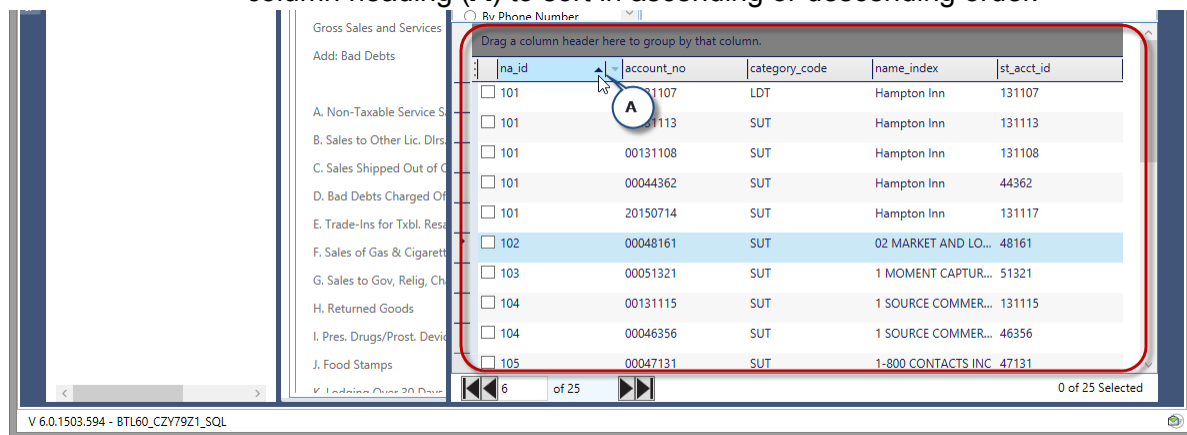 column heading (A) to sort in ascending or descending order.
By Phone Number
Gross Sales and Services
Add: Bad Debts
A. Non-Taxable Service S
B. Sales to Other Lic. Dlrs.
C. Sales Shipped Out of C
D. Bad Debts Charged Of
E. Trade-Ins for Txbl. Resa
F. Sales of Gas & Cigarett
G. Sales to Gov, Relig, Ch
H. Returned Goods
I. Pres. Drugs/Prost. Devic
J. Food Stamps
K. Lodging Over 30 Days
Drag a column header here to group by that column.
na_id account_no category_code name_index st_acct_id
101 1107 LDT Hampton Inn 131107
A
101 1113 SUT Hampton Inn 131113
101 00131108 SUT Hampton Inn 131108
101 00044362 SUT Hampton Inn 44362
101 20150714 SUT Hampton Inn 131117
102 00048161 SUT 02 MARKET AND LO... 48161
103 00051321 SUT 1 MOMENT CAPTUR... 51321
104 00131115 SUT 1 SOURCE COMMER... 131115
104 00046356 SUT 1 SOURCE COMMER... 46356
105 00047131 SUT 1-800 CONTACTS INC 47131
6 of 25 0 of 25 Selected
V 6.0.1503.594 - BTL60_CZY79Z1_SQL